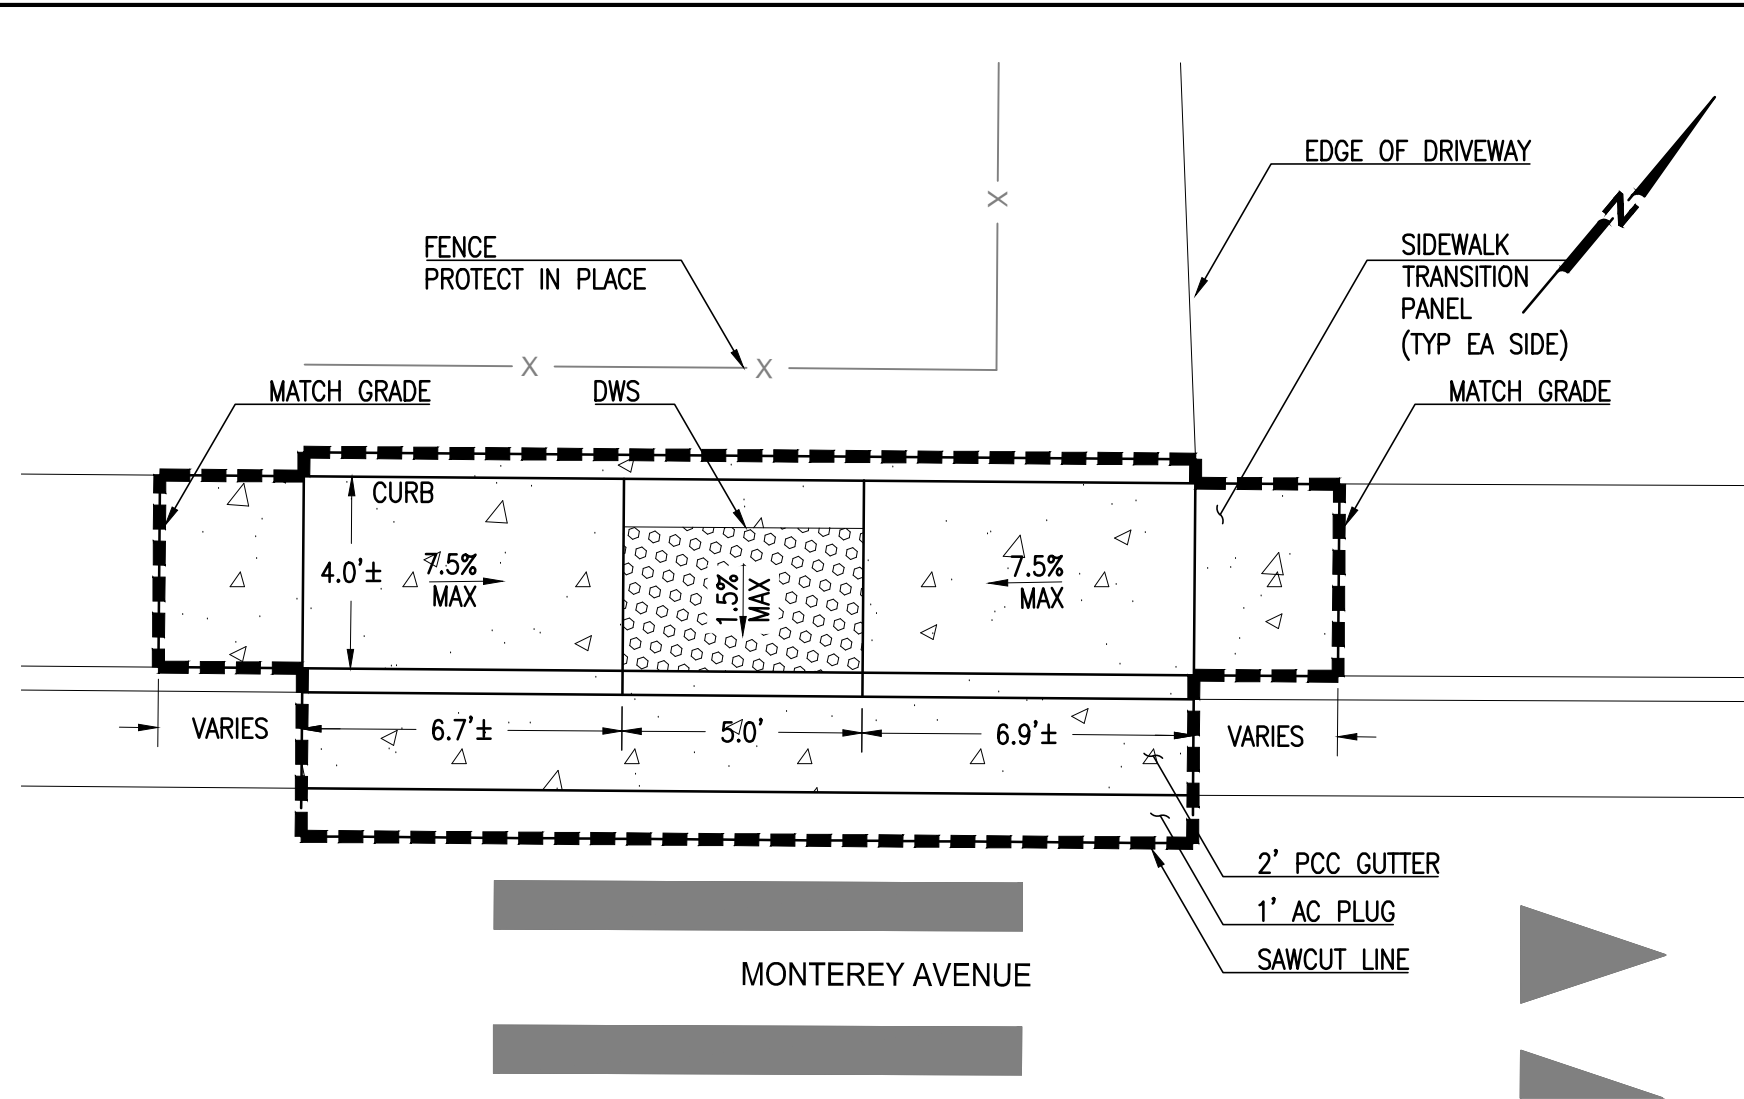 EDGE OF DRIVEWAY
N
FENCE
PROTECT IN PLACE
SIDEWALK
TRANSITION
PANEL
(TYP EA SIDE)
X
X
X
MATCH GRADE
DWS
MATCH GRADE
CURB
4.0'±
7.5%
MAX
1.5%
MAX
7.5%
MAX
VARIES
6.7'±
5.0'
6.9'±
VARIES
2' PCC GUTTER
1' AC PLUG
SAWCUT LINE
MONTEREY AVENUE